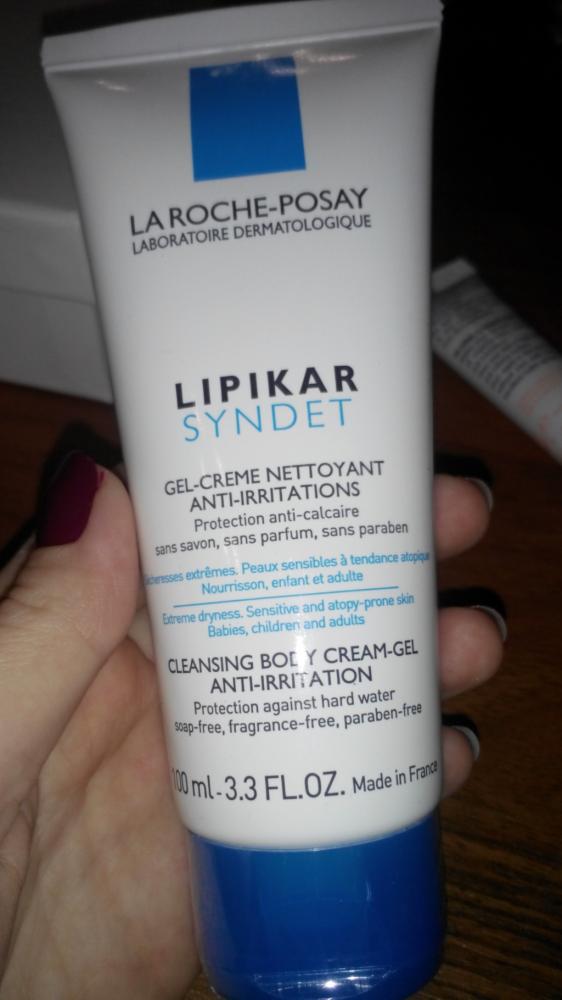 LA ROCHE-POSAY
LABORATOIRE DERMATOLOGIQUE
LIPIKAR
SYNDET
GEL-CREME NETTOYANT
ANTI-IRRITATIONS
Protection anti-calcaire
sans savon, sans parfum, sans paraben
extrêmes. Peaux sensibles à tendance atopique
Nourrisson, enfant et adulte
Extreme dryness. Sensitive and atopy-prone skin
Babies, children and adults
CLEANSING BODY CREAM-GEL
ANTI-IRRITATION
Protection against hard water
soap-free, fragrance-free, paraben-free
100 ml - 3.3 FL.OZ. Made in France